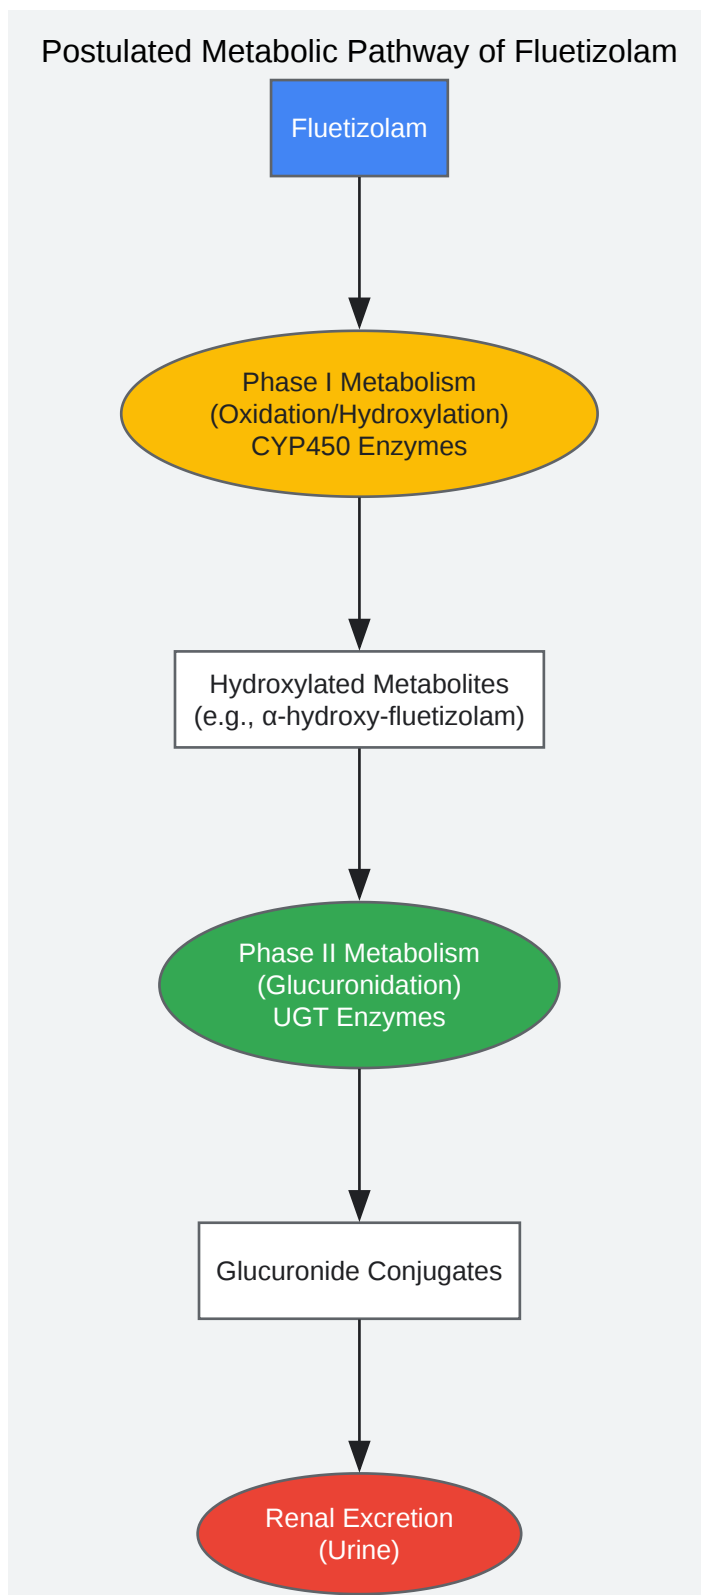 Postulated Metabolic Pathway of Fluetizolam
Fluetizolam
Phase I Metabolism
(Oxidation/Hydroxylation)
CYP450 Enzymes
Hydroxylated Metabolites
(e.g., α-hydroxy-fluetizolam)
Phase II Metabolism
(Glucuronidation)
UGT Enzymes
Glucuronide Conjugates
Renal Excretion
(Urine)